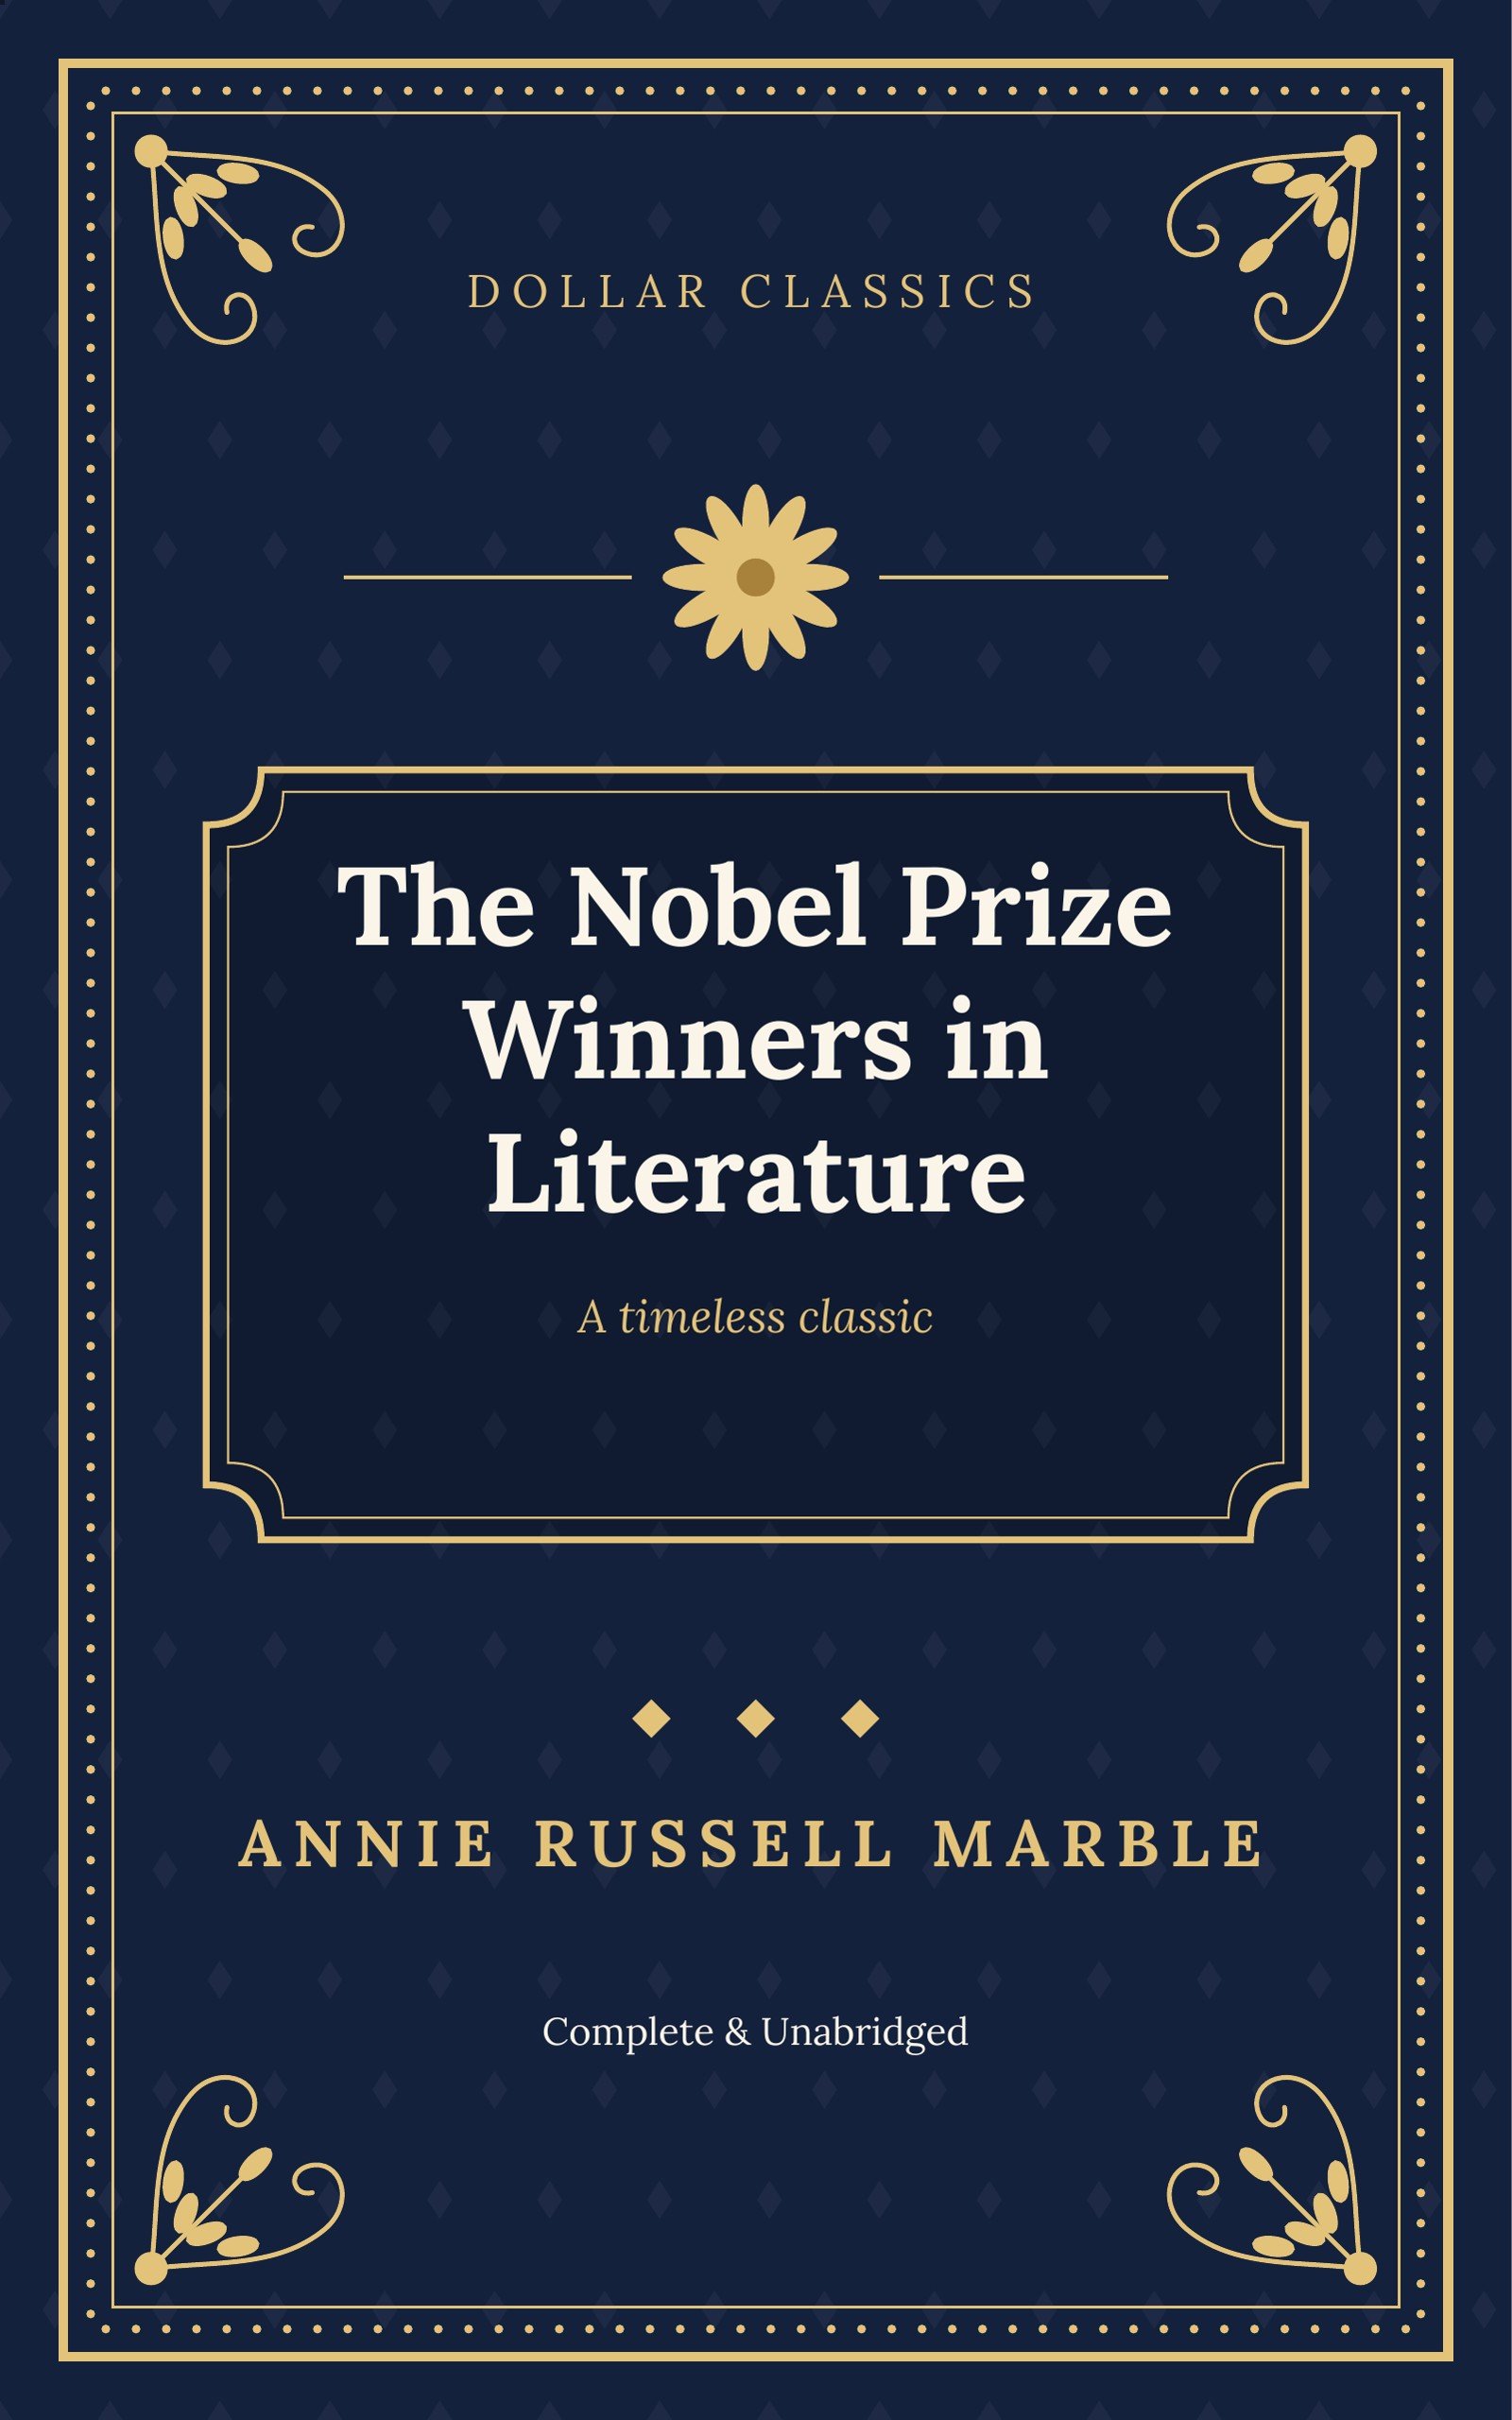 DOLLAR CLASSICS
The Nobel Prize
Winners in
Literature
A timeless classic
ANNIE RUSSELL MARBLE
Complete & Unabridged